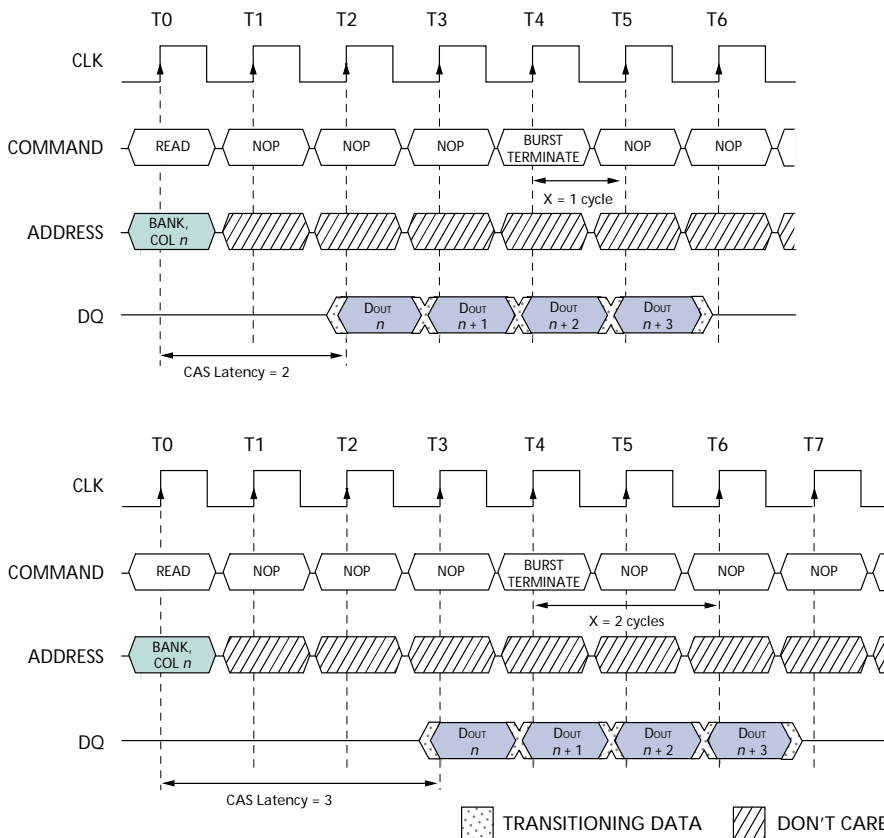 T0 T1 T2 T3 T4 T5 T6
CLK
COMMAND READ NOP NOP NOP BURST TERMINATE NOP NOP
X = 1 cycle
ADDRESS BANK, COL n
DQ DOUT n DOUT n + 1 DOUT n + 2 DOUT n + 3
CAS Latency = 2
T0 T1 T2 T3 T4 T5 T6 T7
CLK
COMMAND READ NOP NOP NOP BURST TERMINATE NOP NOP NOP
X = 2 cycles
ADDRESS BANK, COL n
DQ DOUT n DOUT n + 1 DOUT n + 2 DOUT n + 3
CAS Latency = 3
TRANSITIONING DATA DON'T CARE